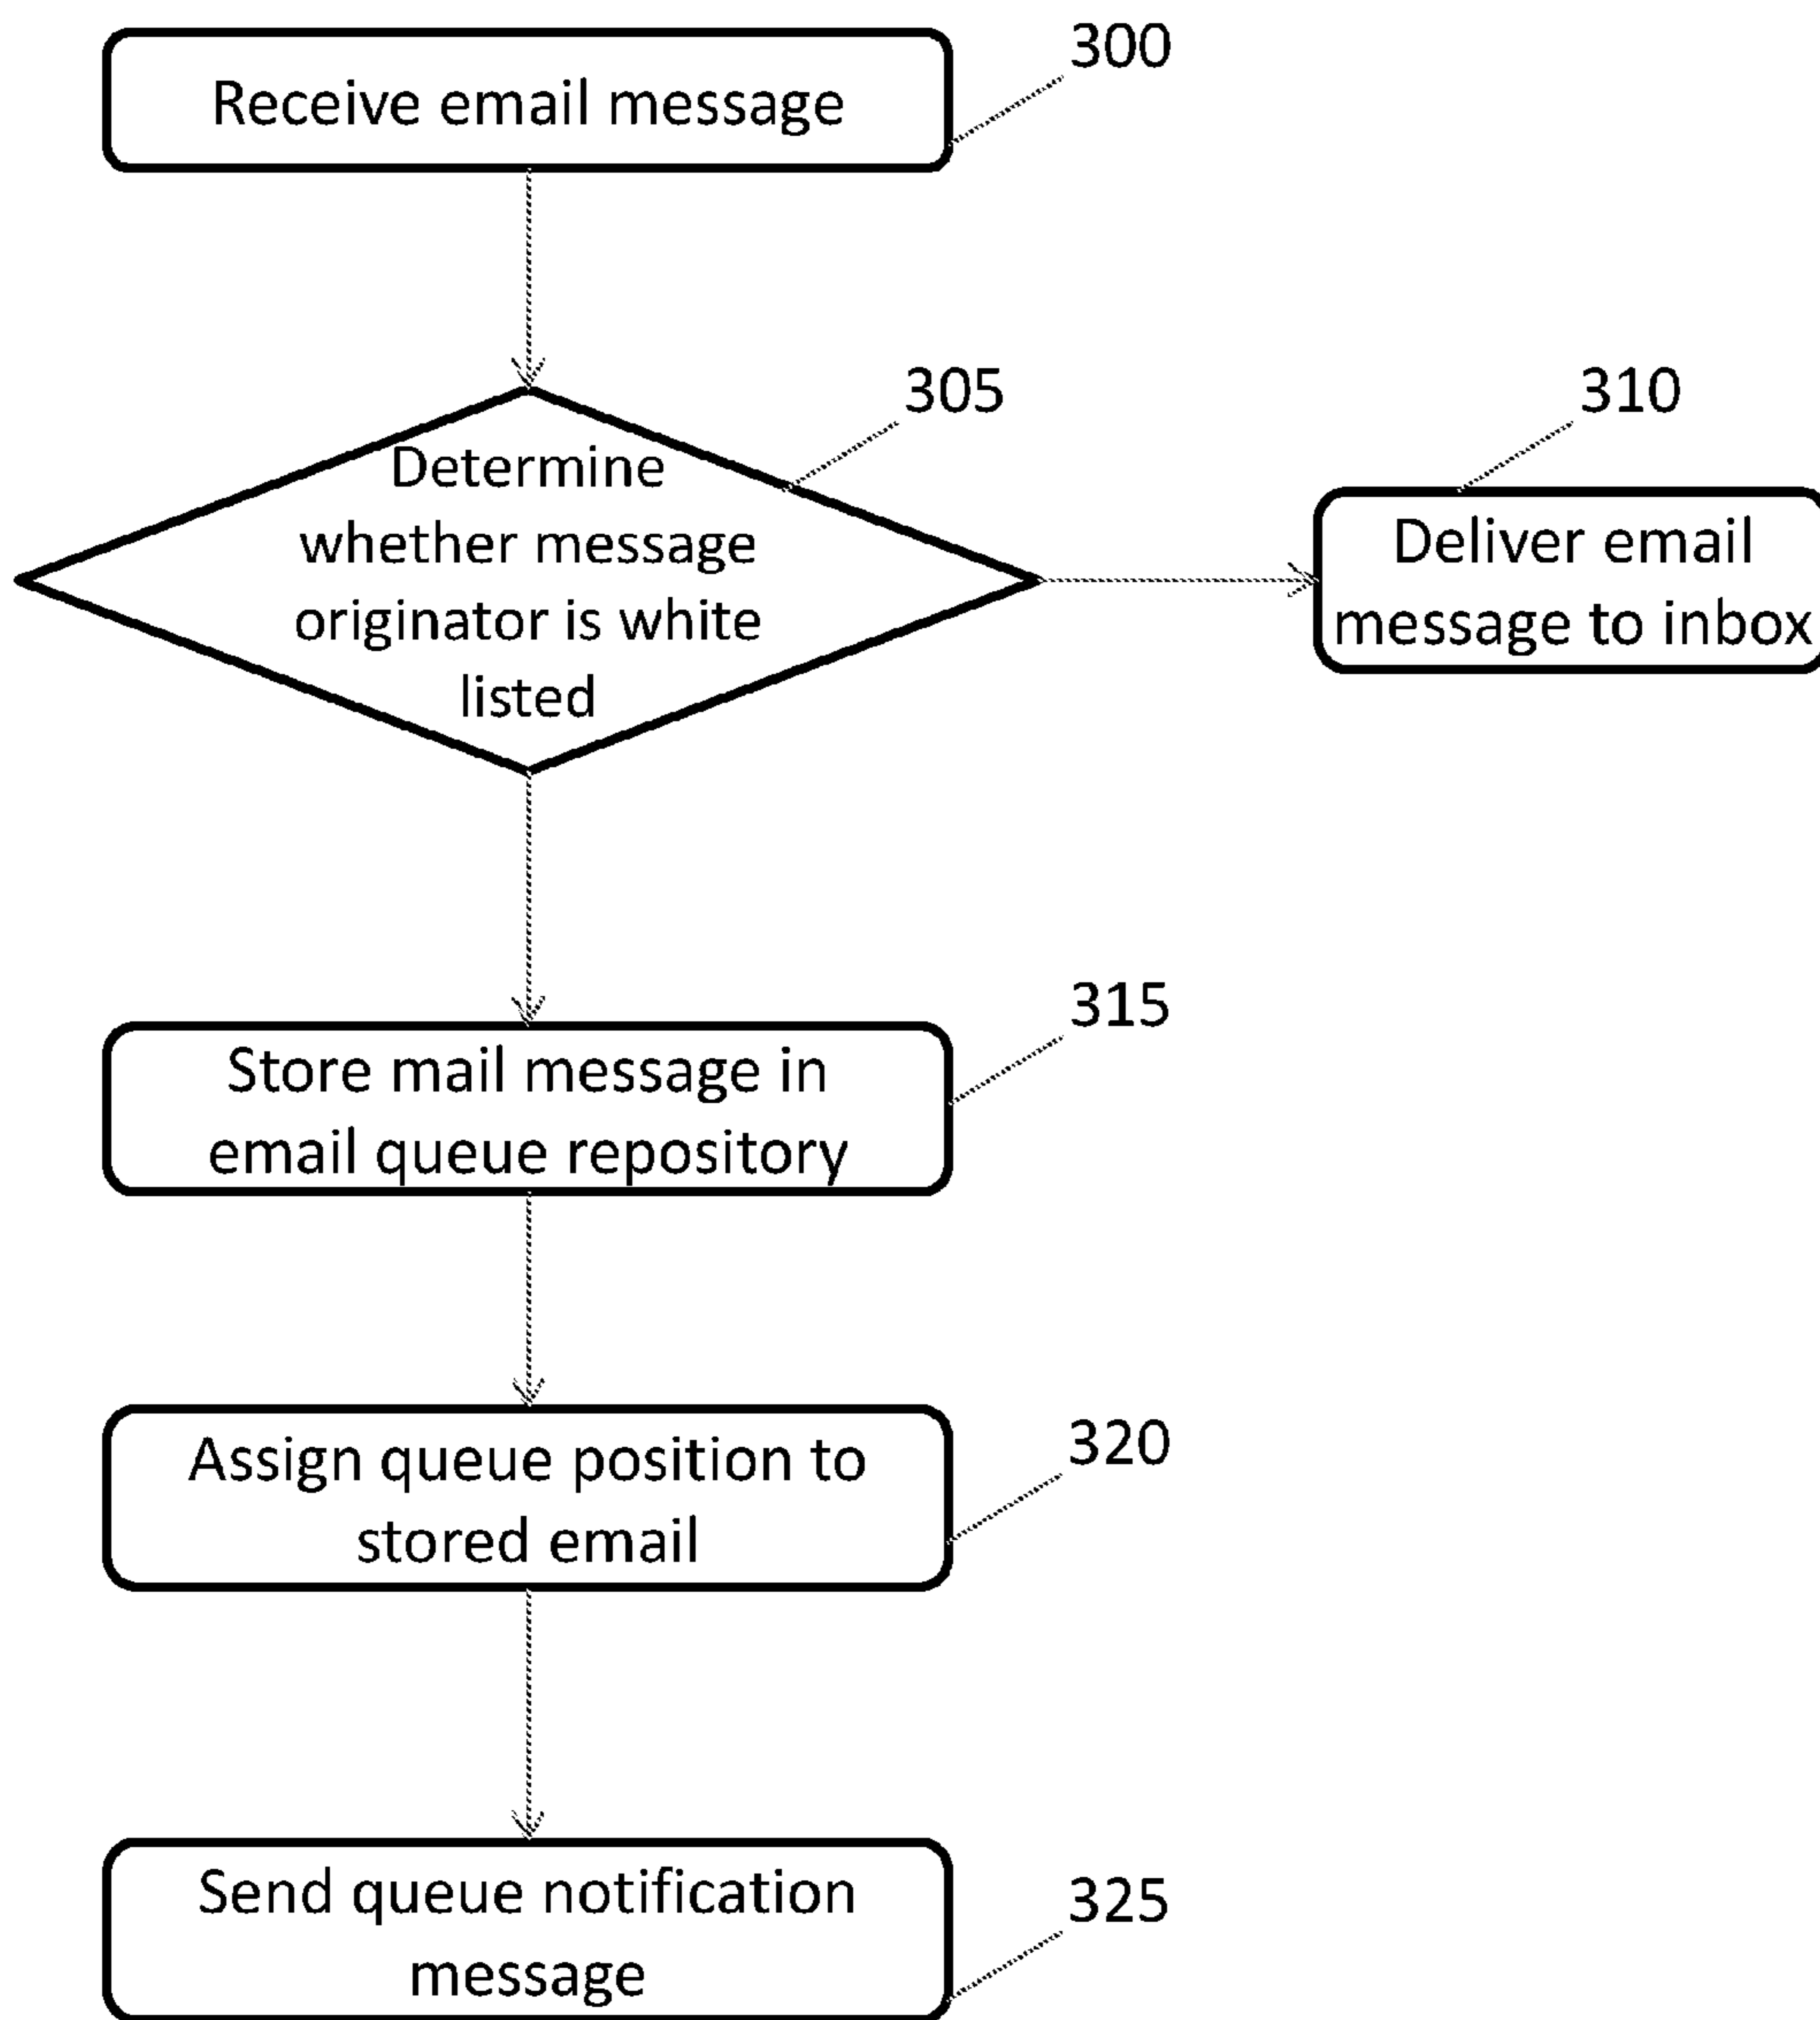 300
Receive email message
305
310
Determine
whether message
originator is white
listed
Deliver email
message to inbox
315
Store mail message in
email queue repository
320
Assign queue position to
stored email
325
Send queue notification
message